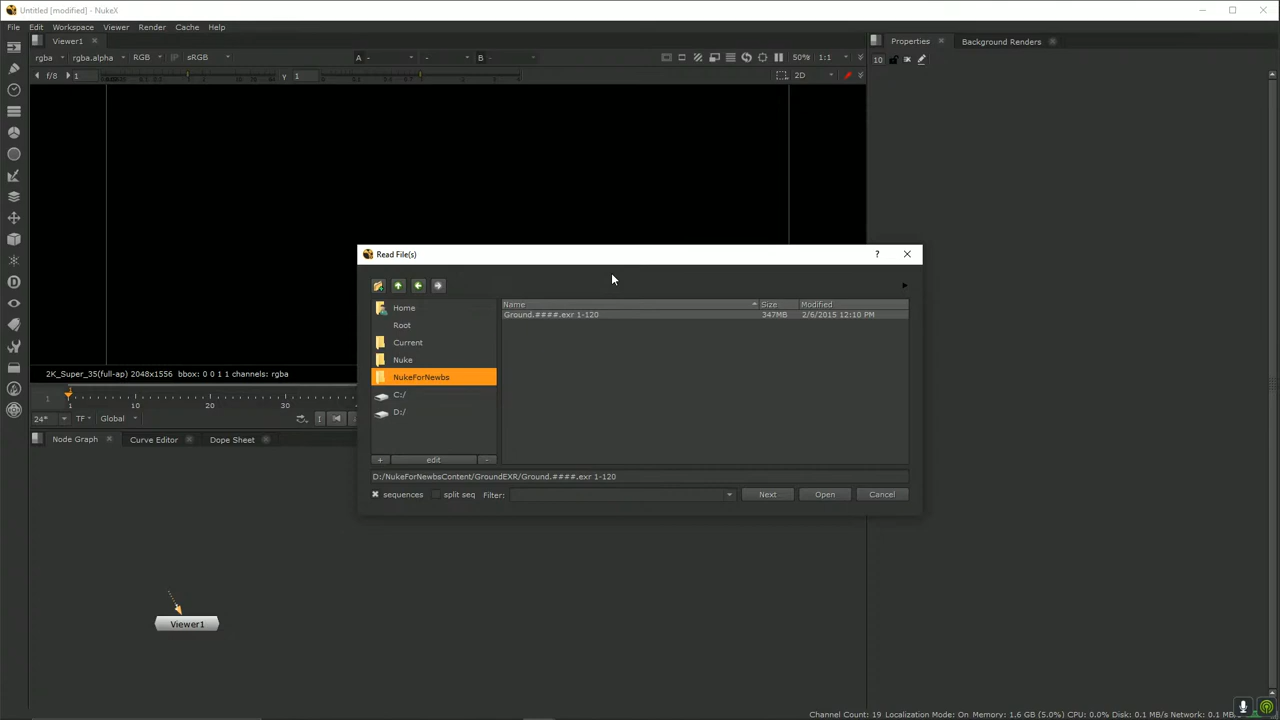 Untitled [modified] - NukeX
File Edit Workspace Viewer Render Cache Help
Viewer1
Properties
Background Renders
rgba rgba.alpha RGB IP sRGB A - - B - 50% 1:1
10
f/8 1 Y 1 2D
Read File(s)
?
Home
Root
Current
Nuke
NukeForNewbs
C:/
D:/
+ edit -
Name Size Modified
Ground.####.exr 1-120 347MB 2/6/2015 12:10 PM
D:/NukeForNewbsContent/GroundEXR/Ground.####.exr 1-120
sequences split seq Filter: Next Open Cancel
2K_Super_35(full-ap) 2048x1556 bbox: 0 0 1 1 channels: rgba
1 1 10 20 30
24* TF Global
Node Graph Curve Editor Dope Sheet
Viewer1
Channel Count: 19 Localization Mode: On Memory: 1.6 GB (5.0%) CPU: 0.0% Disk: 0.1 MB/s Network: 0.1 MB